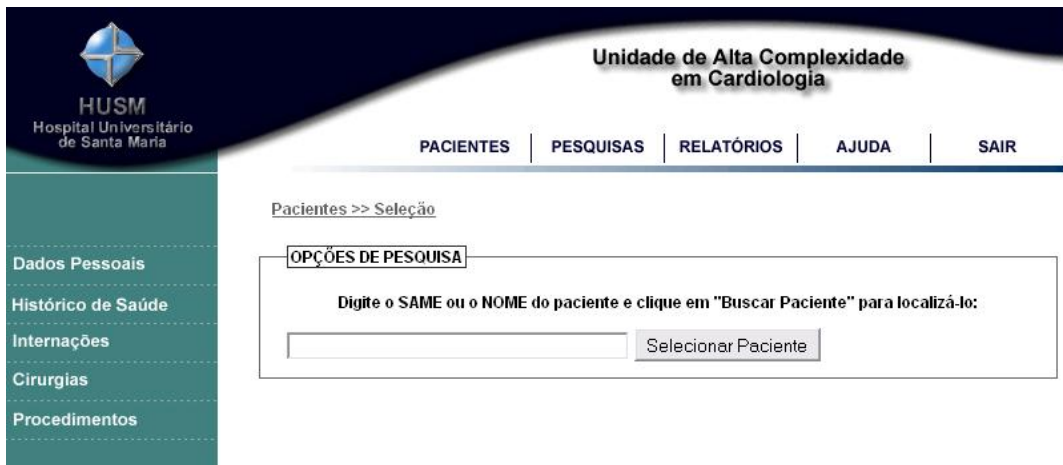 HUSM
Hospital Universitário
de Santa Maria
Unidade de Alta Complexidade
em Cardiologia
PACIENTES PESQUISAS RELATÓRIOS AJUDA SAIR
Pacientes >> Seleção
Dados Pessoais
Histórico de Saúde
Internações
Cirurgias
Procedimentos
OPÇÕES DE PESQUISA
Digite o SAME ou o NOME do paciente e clique em "Buscar Paciente" para localizá-lo:
Selecionar Paciente